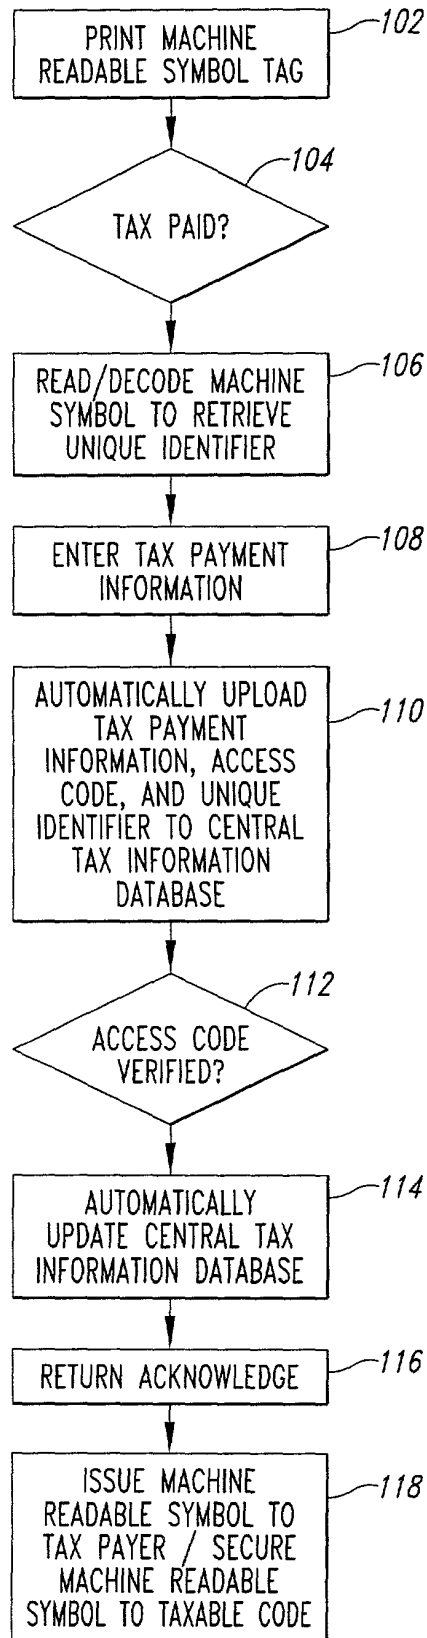 102
PRINT MACHINE
READABLE SYMBOL TAG
104
TAX PAID?
106
READ/DECODE MACHINE
SYMBOL TO RETRIEVE
UNIQUE IDENTIFIER
108
ENTER TAX PAYMENT
INFORMATION
110
AUTOMATICALLY UPLOAD
TAX PAYMENT
INFORMATION, ACCESS
CODE, AND UNIQUE
IDENTIFIER TO CENTRAL
TAX INFORMATION
DATABASE
112
ACCESS CODE
VERIFIED?
114
AUTOMATICALLY
UPDATE CENTRAL TAX
INFORMATION DATABASE
116
RETURN ACKNOWLEDGE
118
ISSUE MACHINE
READABLE SYMBOL TO
TAX PAYER / SECURE
MACHINE READABLE
SYMBOL TO TAXABLE CODE